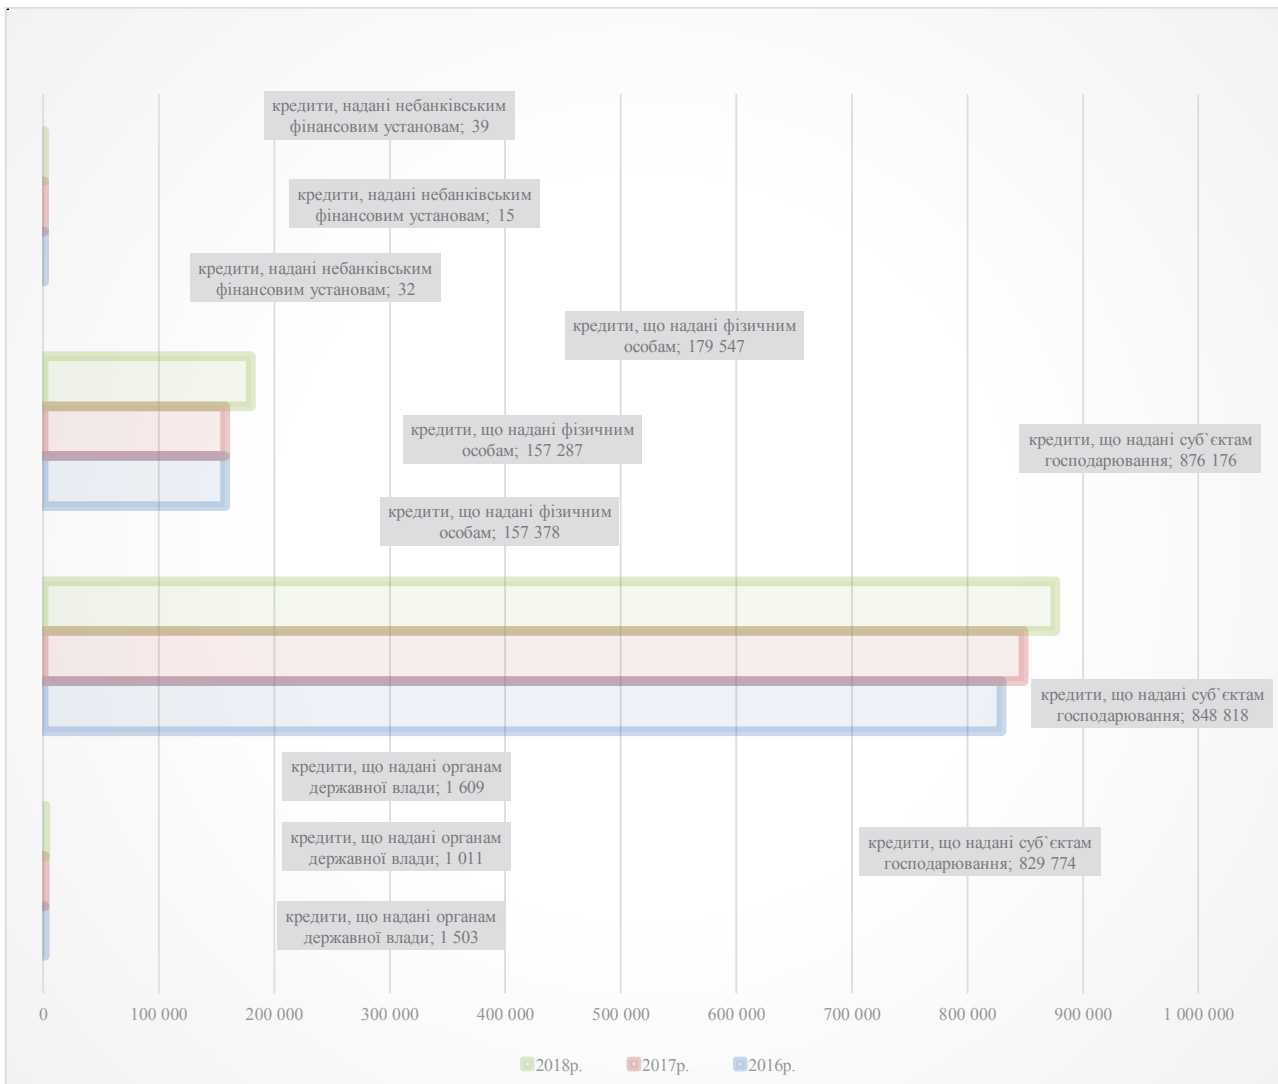 кредити, надані небанківським
фінансовим установам; 39
кредити, надані небанківським
фінансовим установам; 15
кредити, надані небанківським
фінансовим установам; 32
кредити, що надані фізичним
особам; 179 547
кредити, що надані фізичним
особам; 157 287
кредити, що надані суб`єктам
господарювання; 876 176
кредити, що надані фізичним
особам; 157 378
кредити, що надані суб`єктам
господарювання; 848 818
кредити, що надані органам
державної влади; 1 609
кредити, що надані органам
державної влади; 1 011
кредити, що надані суб`єктам
господарювання; 829 774
кредити, що надані органам
державної влади; 1 503
0 100 000 200 000 300 000 400 000 500 000 600 000 700 000 800 000 900 000 1 000 000
2018р. 2017р. 2016р.